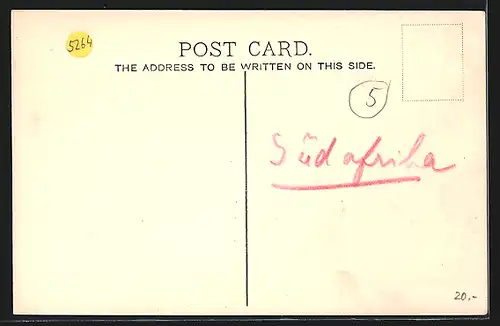 5264
POST CARD.
THE ADDRESS TO BE WRITTEN ON THIS SIDE.
5
Südafrika
20.-